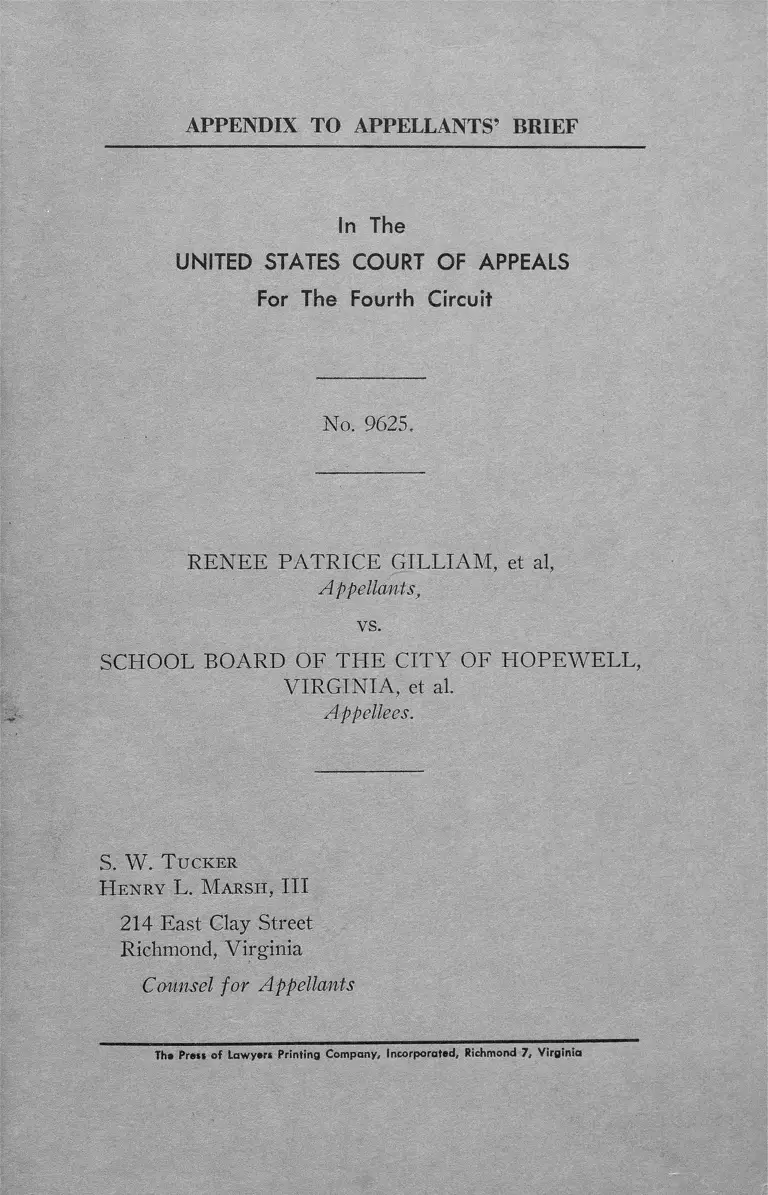 APPENDIX TO APPELLANTS' BRIEF
In The
UNITED STATES COURT OF APPEALS
For The Fourth Circuit
No. 9625.
RENEE PATRICE GILLIAM, et al,
Appellants,
vs.
SCHOOL BOARD OF THE CITY OF HOPEWELL,
VIRGINIA, et al.
Appellees.
S. W. TUCKER
HENRY L. MARSH, III
214 East Clay Street
Richmond, Virginia
Counsel for Appellants
The Press of Lawyers Printing Company, Incorporated, Richmond 7, Virginia